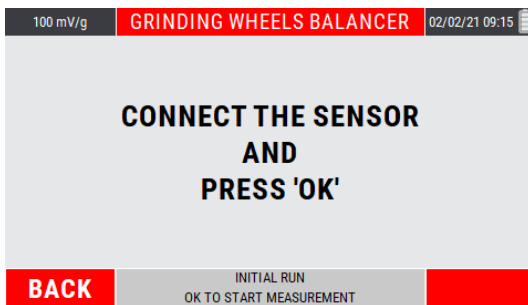 100 mV/g GRINDING WHEELS BALANCER 02/02/21 09:15
CONNECT THE SENSOR
AND
PRESS 'OK'
BACK
INITIAL RUN
OK TO START MEASUREMENT